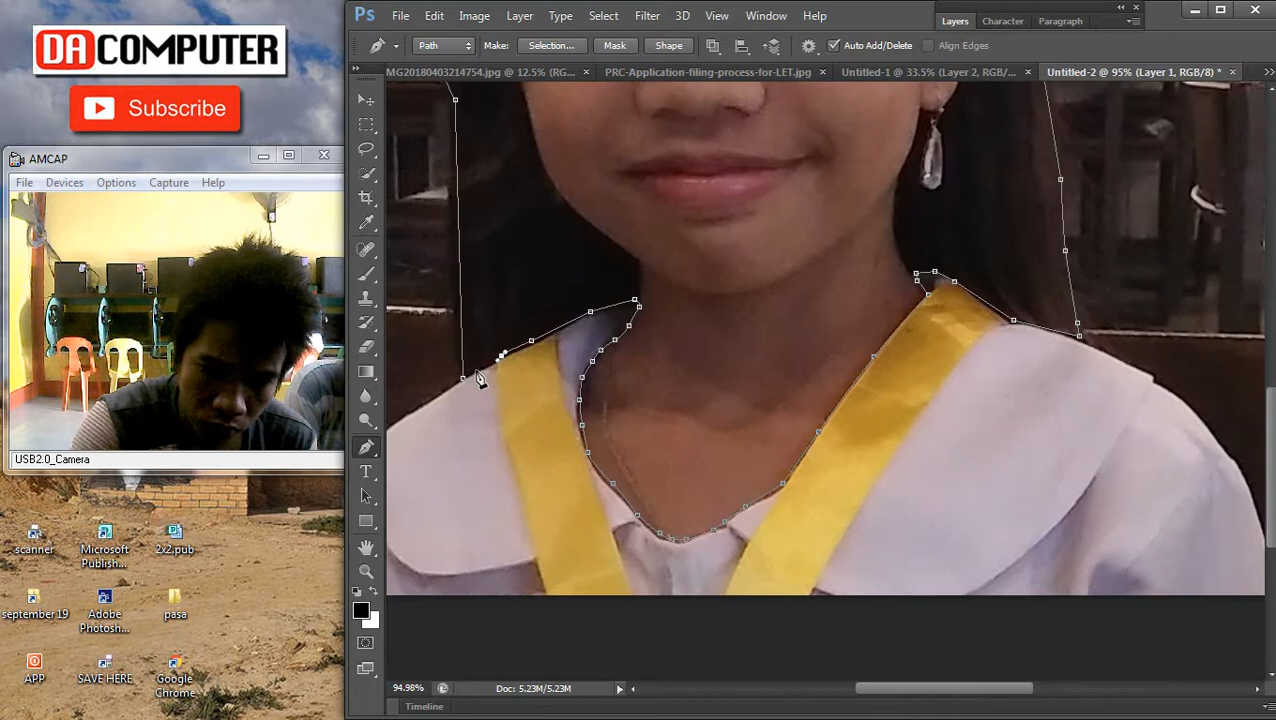 DA COMPUTER
Subscribe
AMCAP
File Devices Options Capture Help
USB2.0_Camera
scanner
Microsoft Publish...
2x2.pub
september 19
Adobe Photosh...
pasa
APP
SAVE HERE
Google Chrome
Ps File Edit Image Layer Type Select Filter 3D View Window Help
Layers Character Paragraph
Path Make: Selection... Mask Shape Auto Add/Delete Align Edges
MG20180403214754.jpg @ 12.5% (RG... PRC-Application-filing-process-for-LET.jpg Untitled-1 @ 33.5% (Layer 2, RGB/... Untitled-2 @ 95% (Layer 1, RGB/8) *
94.98% Doc: 5.23M/5.23M
Timeline